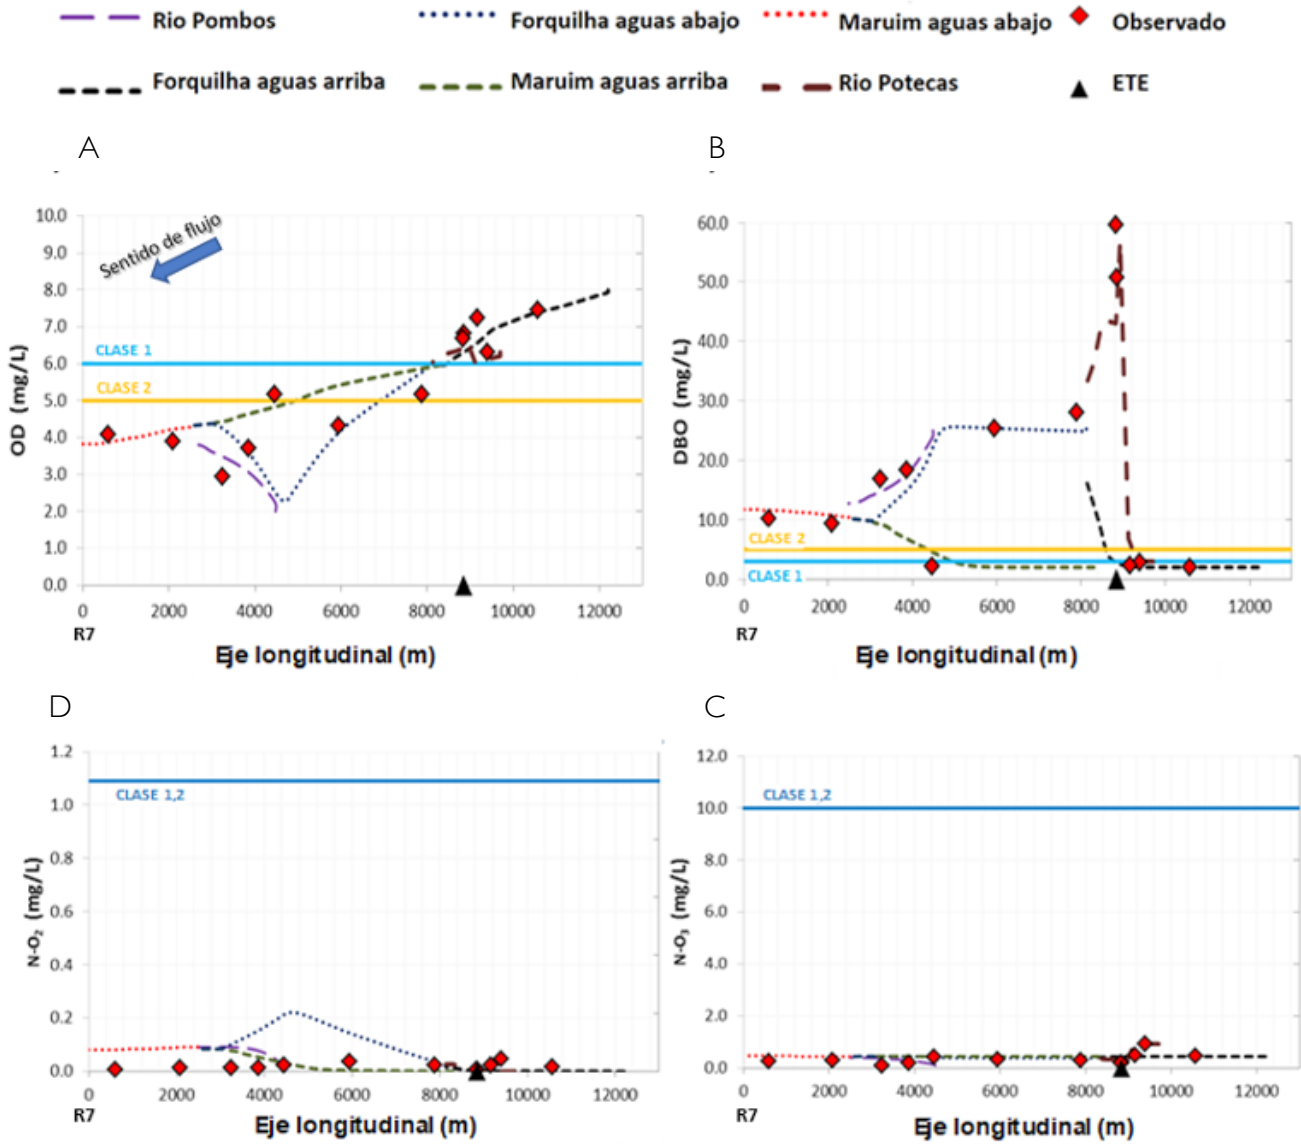 Rio Pombos
Forquilha aguas abajo
Maruim aguas abajo
Observado
Forquilha aguas arriba
Maruim aguas arriba
Rio Potecas
ETE
A
B
10.0
9.0
8.0
7.0
6.0
5.0
4.0
3.0
2.0
1.0
0.0
OD (mg/L)
Sentido de flujo
CLASE 1
CLASE 2
0 2000 4000 6000 8000 10000 12000
R7
Eje longitudinal (m)
60.0
50.0
40.0
30.0
20.0
10.0
0.0
DBO (mg/L)
CLASE 2
CLASE 1
0 2000 4000 6000 8000 10000 12000
R7
Eje longitudinal (m)
D
C
1.2
1.0
0.8
0.6
0.4
0.2
0.0
N-O₂ (mg/L)
CLASE 1,2
0 2000 4000 6000 8000 10000 12000
R7
Eje longitudinal (m)
12.0
10.0
8.0
6.0
4.0
2.0
0.0
N-O₃ (mg/L)
CLASE 1,2
0 2000 4000 6000 8000 10000 12000
R7
Eje longitudinal (m)